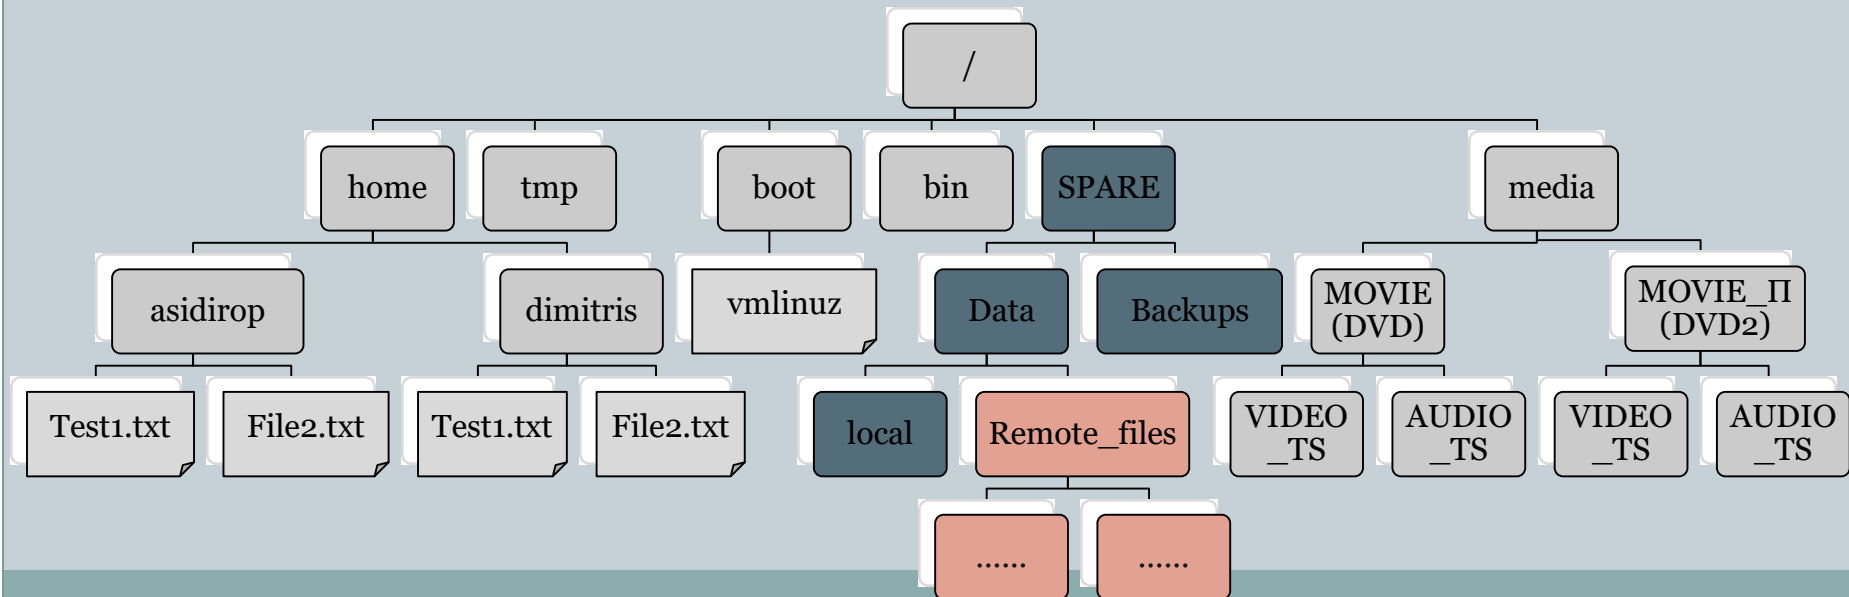 /
home
tmp
boot
bin
SPARE
media
asidirop
dimitris
vmlinuz
Data
Backups
MOVIE
(DVD)
MOVIE_Π
(DVD2)
Test1.txt
File2.txt
Test1.txt
File2.txt
local
Remote_files
VIDEO
_TS
AUDIO
_TS
VIDEO
_TS
AUDIO
_TS
......
......